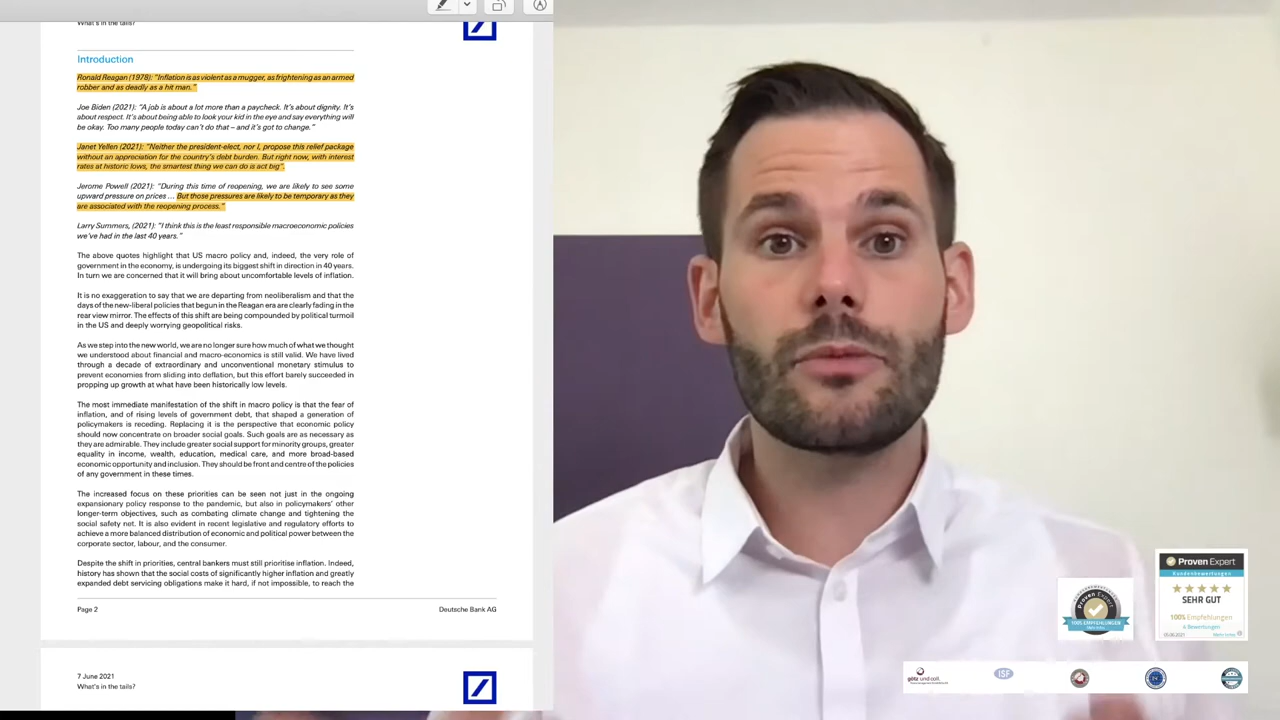 What's in the tails?
Introduction
Ronald Reagan (1978): "Inflation is as violent as a mugger, as frightening as an armed
robber and as deadly as a hit man."
Joe Biden (2021): "A job is about a lot more than a paycheck. It's about dignity. It's
about respect. It's about being able to look your kid in the eye and say everything will
be okay. Too many people today can't do that – and it's got to change."
Janet Yellen (2021): "Neither the president-elect, nor I, propose this relief package
without an appreciation for the country's debt burden. But right now, with interest
rates at historic lows, the smartest thing we can do is act big".
Jerome Powell (2021): "During this time of reopening, we are likely to see some
upward pressure on prices … But those pressures are likely to be temporary as they
are associated with the reopening process."
Larry Summers, (2021): "I think this is the least responsible macroeconomic policies
we've had in the last 40 years."
The above quotes highlight that US macro policy and, indeed, the very role of
government in the economy, is undergoing its biggest shift in direction in 40 years.
In turn we are concerned that it will bring about uncomfortable levels of inflation.
It is no exaggeration to say that we are departing from neoliberalism and that the
days of the new-liberal policies that begun in the Reagan era are clearly fading in the
rear view mirror. The effects of this shift are being compounded by political turmoil
in the US and deeply worrying geopolitical risks.
As we step into the new world, we are no longer sure how much of what we thought
we understood about financial and macro-economics is still valid. We have lived
through a decade of extraordinary and unconventional monetary stimulus to
prevent economies from sliding into deflation, but this effort barely succeeded in
propping up growth at what have been historically low levels.
The most immediate manifestation of the shift in macro policy is that the fear of
inflation, and of rising levels of government debt, that shaped a generation of
policymakers is receding. Replacing it is the perspective that economic policy
should now concentrate on broader social goals. Such goals are as necessary as
they are admirable. They include greater social support for minority groups, greater
equality in income, wealth, education, medical care, and more broad-based
economic opportunity and inclusion. They should be front and centre of the policies
of any government in these times.
The increased focus on these priorities can be seen not just in the ongoing
expansionary policy response to the pandemic, but also in policymakers' other
longer-term objectives, such as combating climate change and tightening the
social safety net. It is also evident in recent legislative and regulatory efforts to
achieve a more balanced distribution of economic and political power between the
corporate sector, labour, and the consumer.
Despite the shift in priorities, central bankers must still prioritise inflation. Indeed,
history has shown that the social costs of significantly higher inflation and greatly
expanded debt servicing obligations make it hard, if not impossible, to reach the
Page 2
Deutsche Bank AG
7 June 2021
What's in the tails?
Proven Expert
100% EMPFEHLUNGEN
Proven Expert
Kundenbewertungen
SEHR GUT
100% Empfehlungen
4 Bewertungen
05.06.2021
Mehr Infos
götz und coll.
ISF